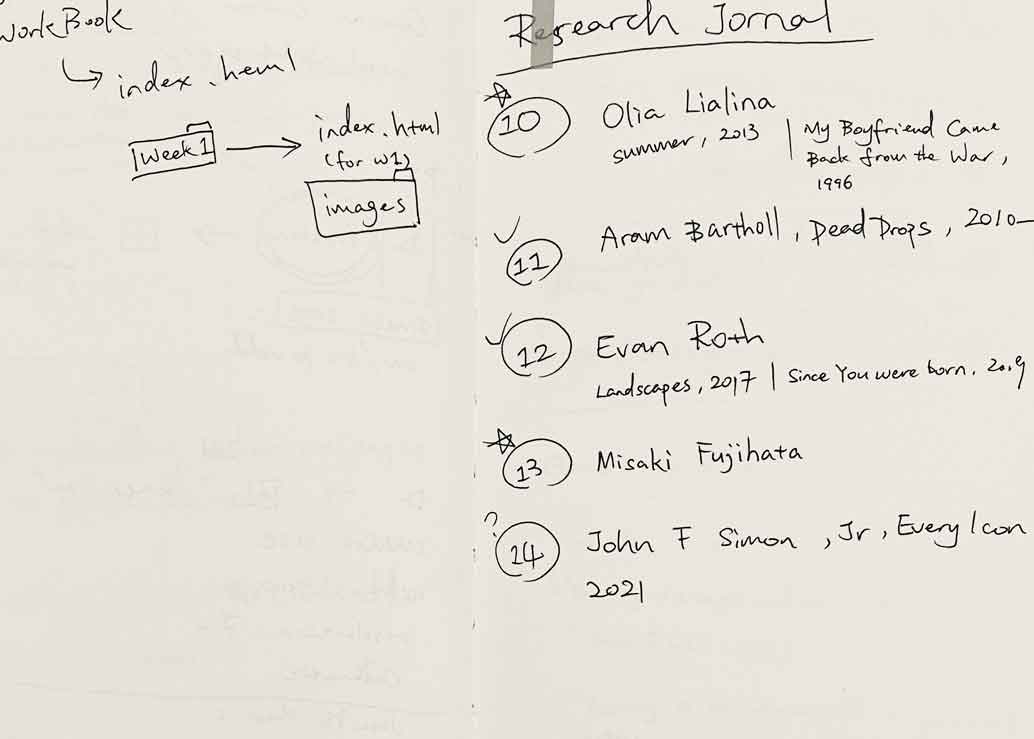 WorkBook
index.heml
Week 1
index.html
(for w1)
images
Research Jornal
10 Olia Lialina
summer, 2013 | My Boyfriend Came
Back from the War,
1996
11 Aram Bartholl, Dead Drops, 2010—
12 Evan Roth
Landscapes, 2017 | Since You were born, 2019
13 Misaki Fujihata
? 14 John F Simon, Jr, Every Icon
2021